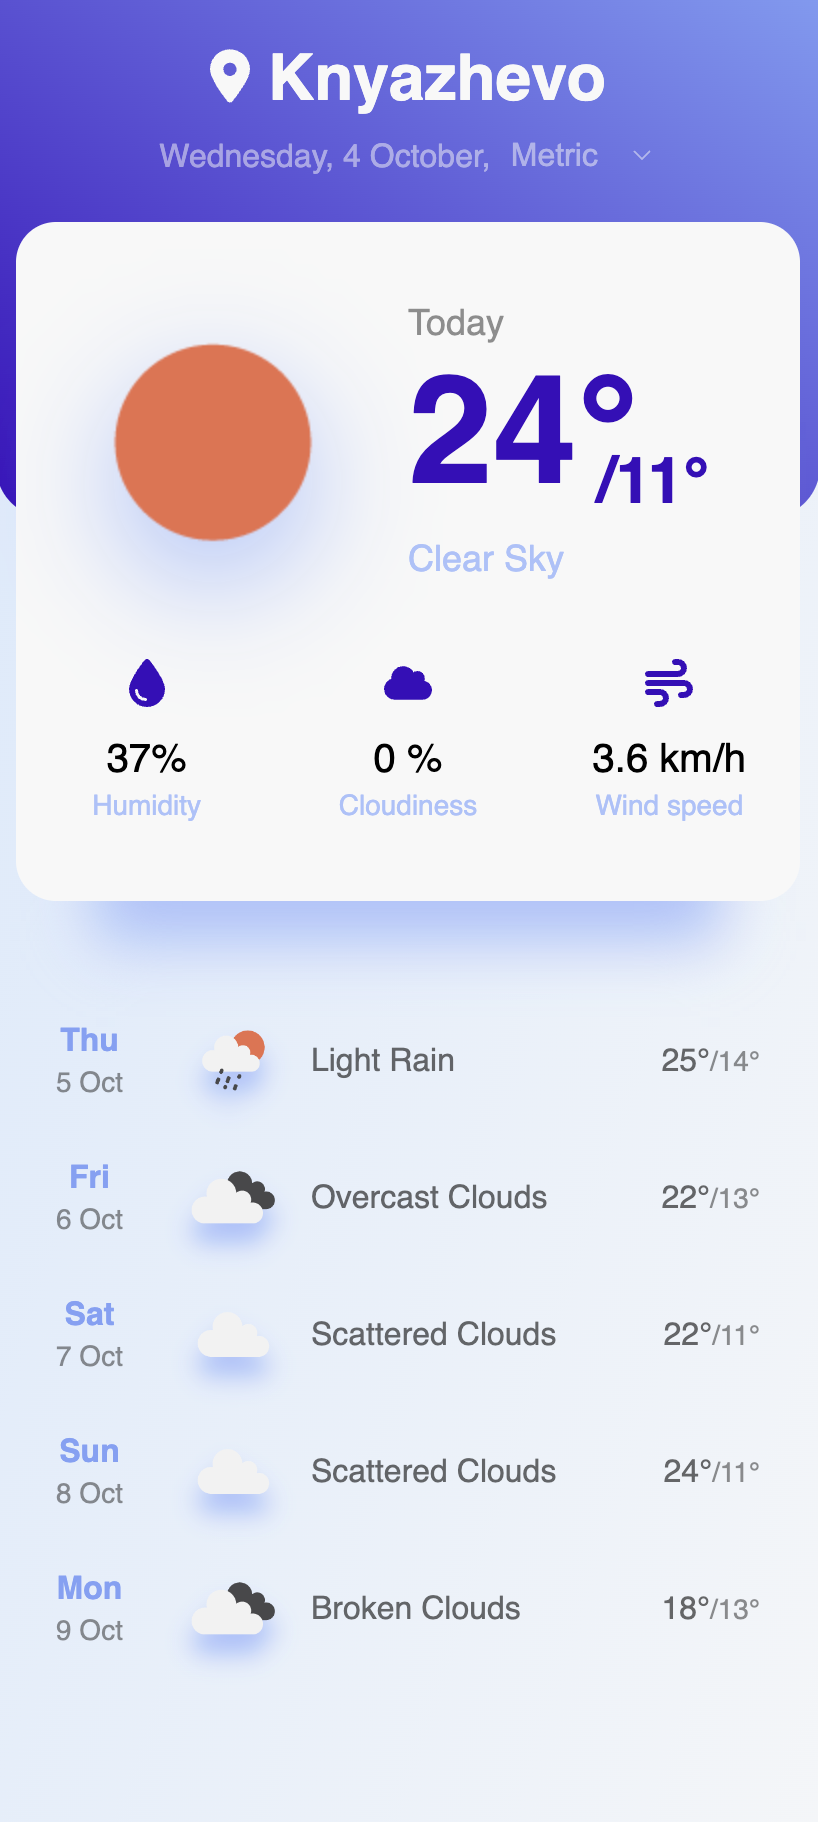 Knyazhevo
Wednesday, 4 October, Metric
Today
24°/11°
Clear Sky
37% 0 % 3.6 km/h
Humidity Cloudiness Wind speed
Thu
5 Oct
Light Rain
25°/14°
Fri
6 Oct
Overcast Clouds
22°/13°
Sat
7 Oct
Scattered Clouds
22°/11°
Sun
8 Oct
Scattered Clouds
24°/11°
Mon
9 Oct
Broken Clouds
18°/13°